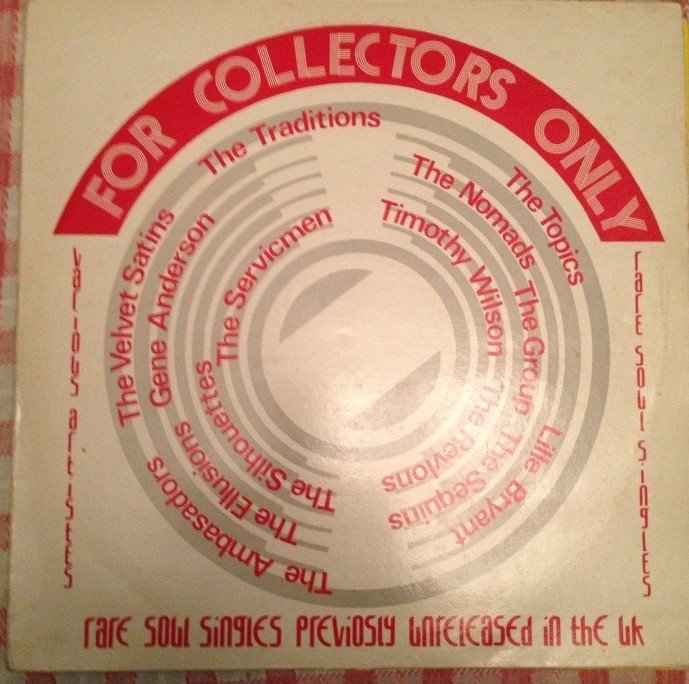 FOR COLLECTORS ONLY
The Traditions
The Topics
The Nomads
The Velvet Satins
Gene Anderson
The Servicmen
Timothy Wilson
The Group
The Ambasadors
The Ellusions
The Silhouettes
The Revlons
The Sequins
Lille Bryant
various artistes
rare soul singles
rare soul singles previosly unreleased in the uk